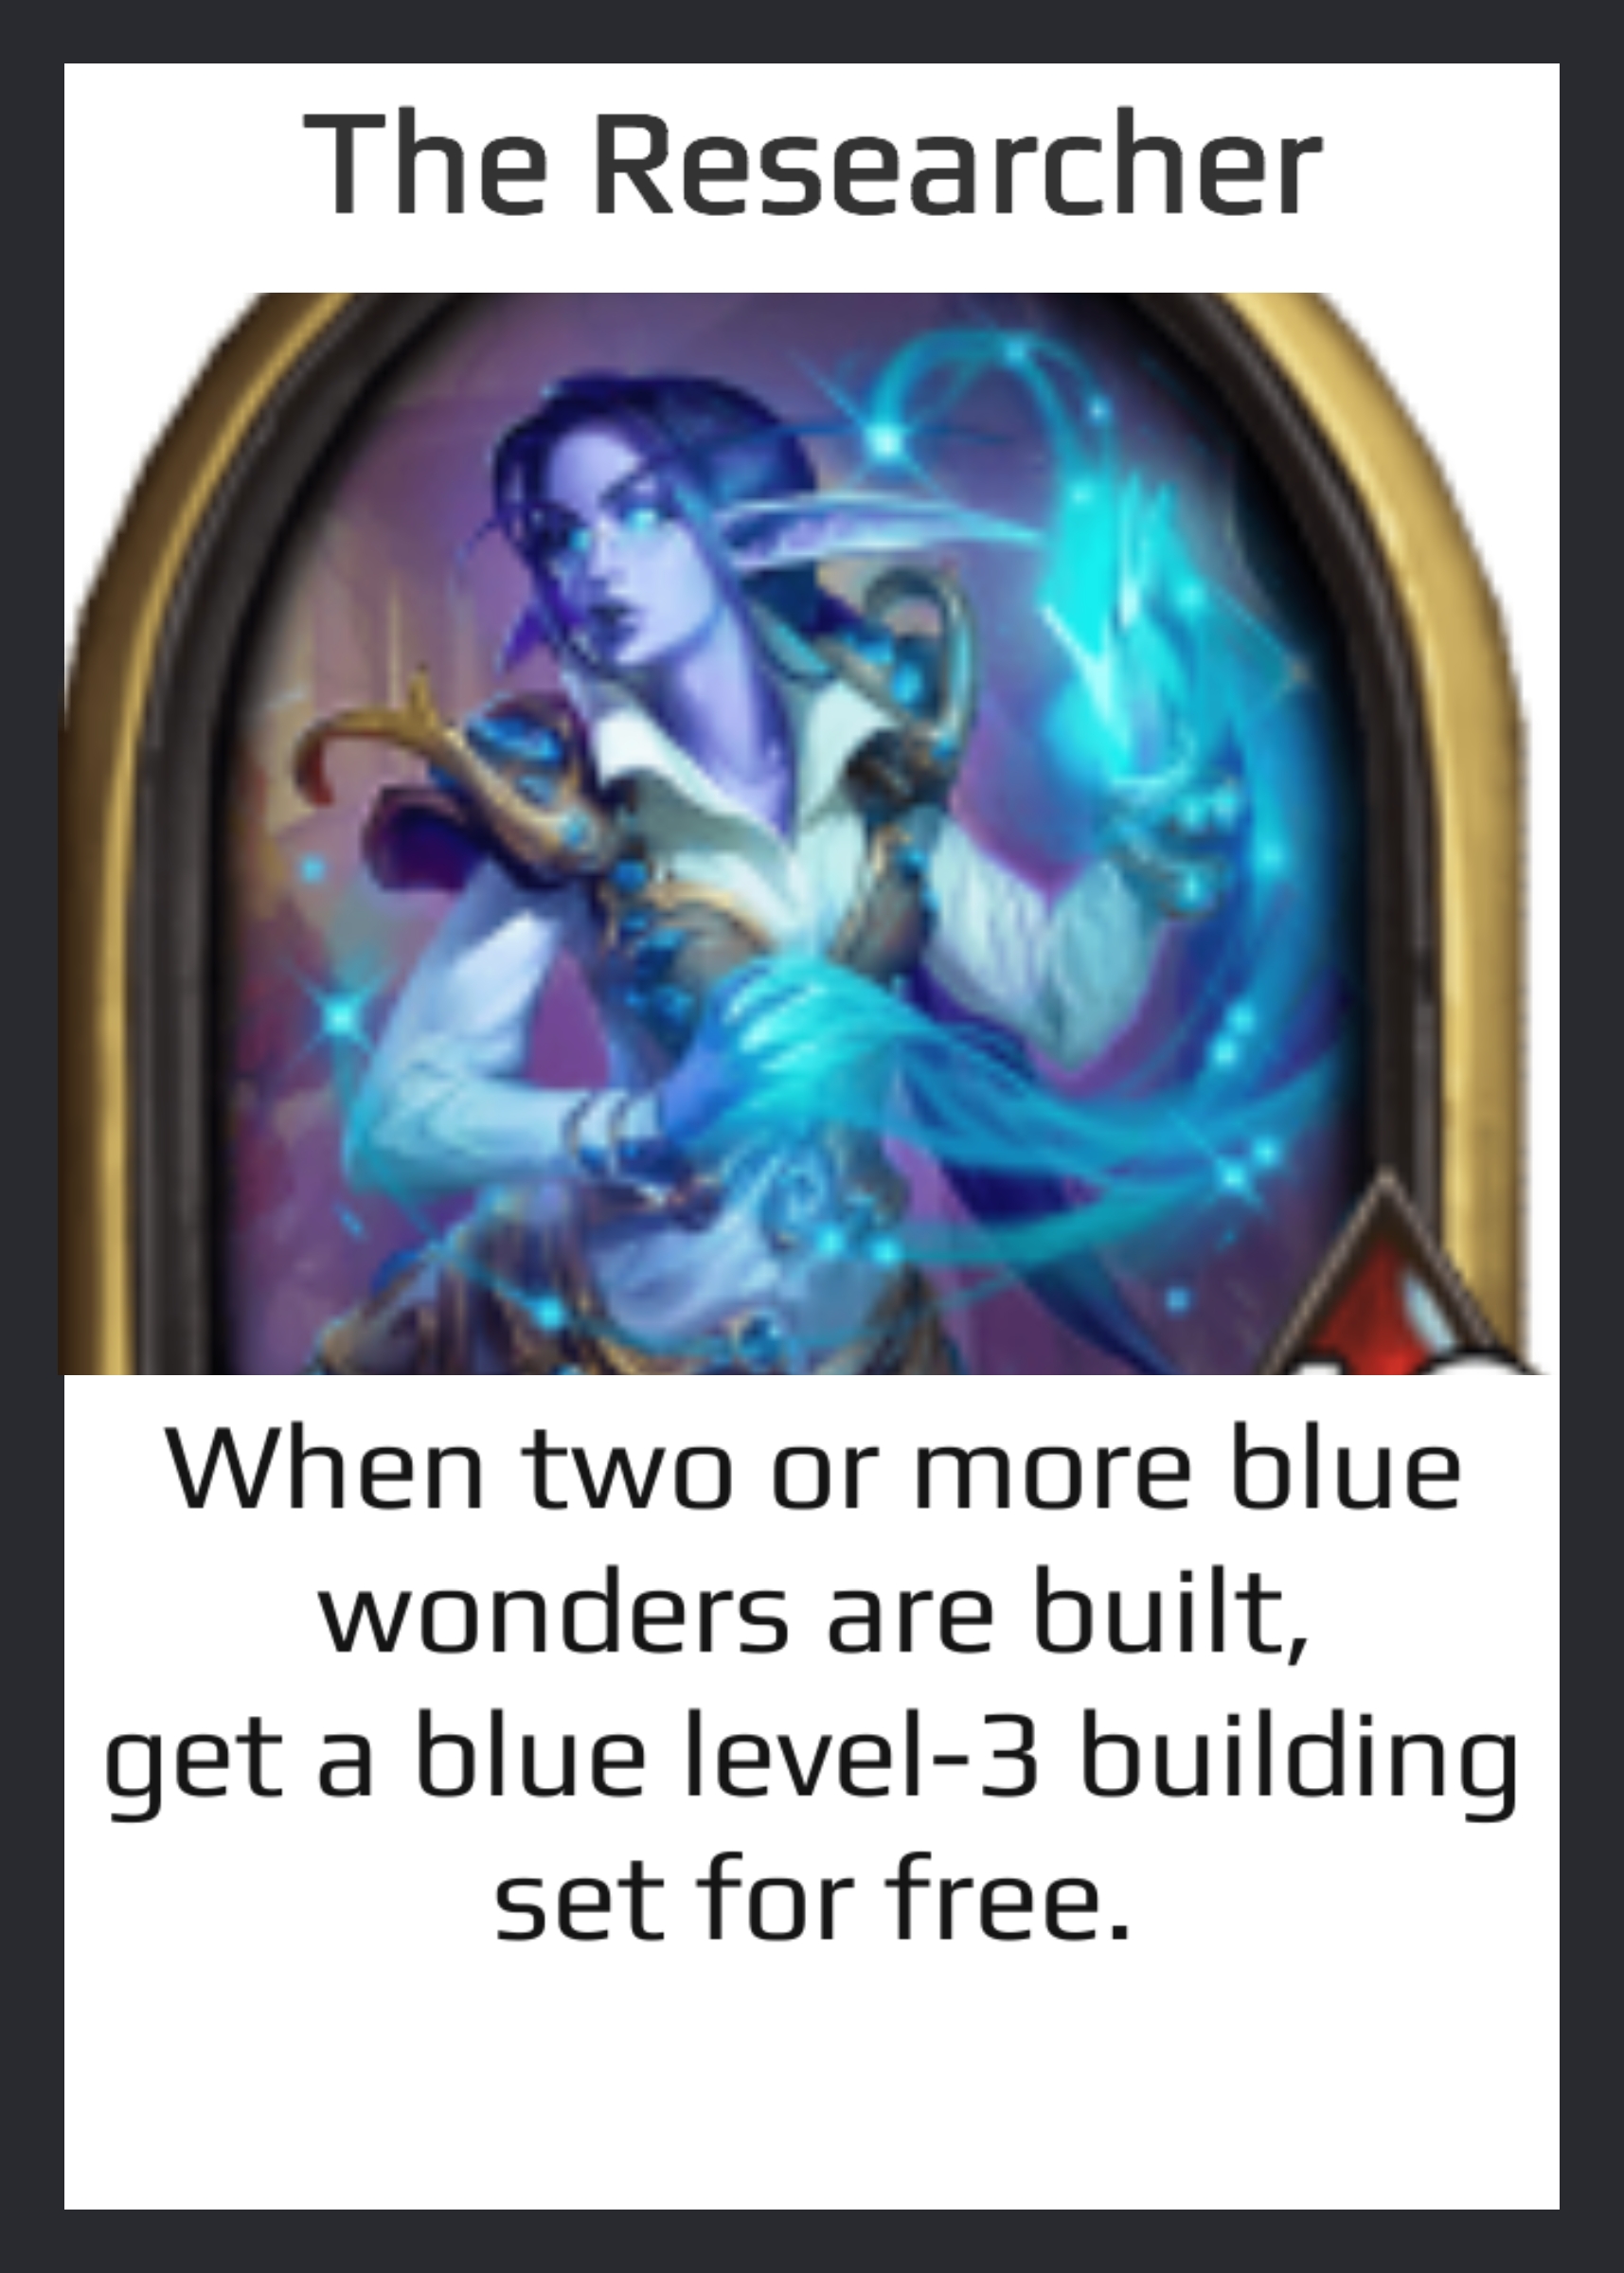 The Researcher
When two or more blue
wonders are built,
get a blue level-3 building
set for free.